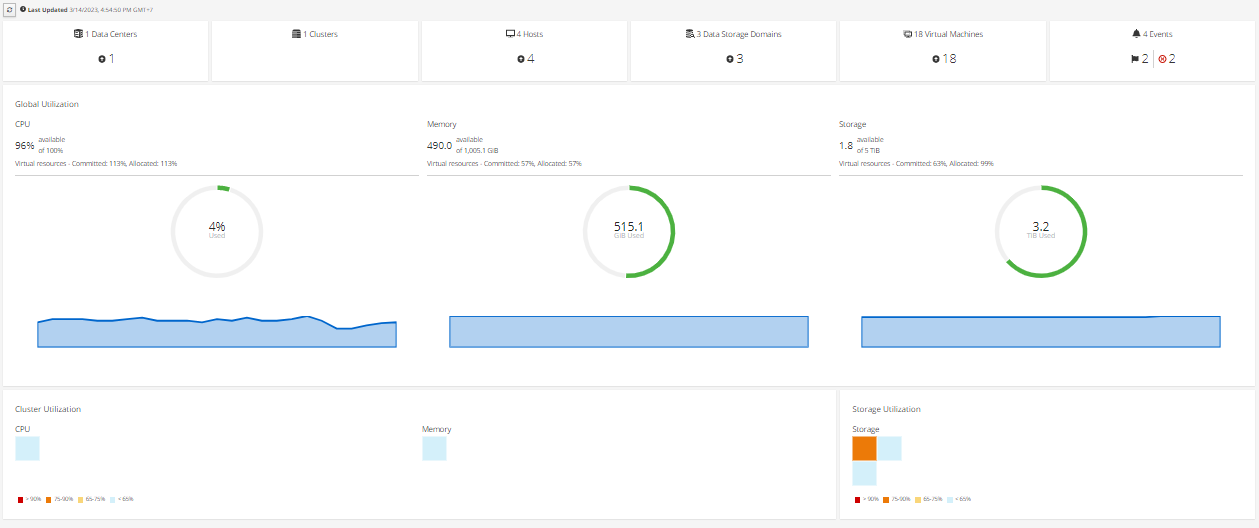 Last Updated 3/14/2023, 4:54:50 PM GMT+7
1 Data Centers
1 Clusters
4 Hosts
3 Data Storage Domains
18 Virtual Machines
4 Events
1
4
3
18
2
2
Global Utilization
CPU
96% available of 100%
Virtual resources - Committed: 113%, Allocated: 113%
4%
Used
Memory
490.0 available of 1,005.1 GiB
Virtual resources - Committed: 57%, Allocated: 57%
515.1
GiB Used
Storage
1.8 available of 5 TiB
Virtual resources - Committed: 63%, Allocated: 99%
3.2
TiB Used
Cluster Utilization
CPU
Memory
> 90% 75-90% 65-75% < 65%
Storage Utilization
Storage
> 90% 75-90% 65-75% < 65%